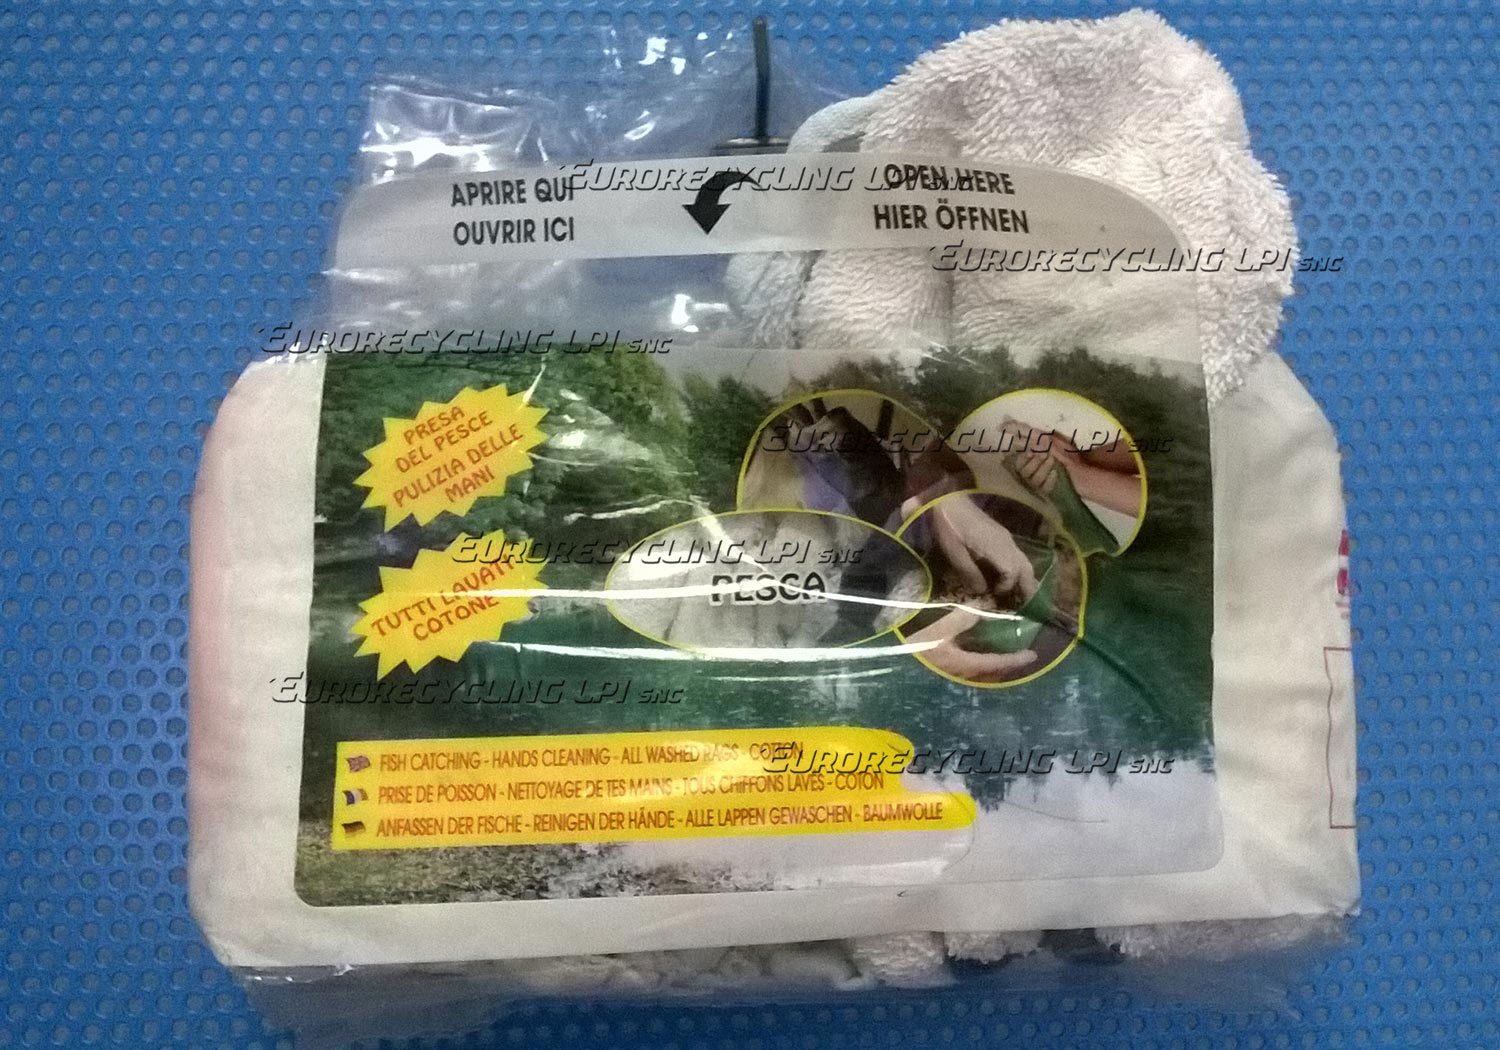 APRIRE QUI
OUVRIR ICI
OPEN HERE
HIER ÖFFNEN
EURORECYCLING LPI SNC
EURORECYCLING LPI SNC
EURORECYCLING LPI SNC
PRESA
DEL PESCE
PULIZIA DELLE
MANI
EURORECYCLING LPI SNC
EURORECYCLING LPI SNC
TUTTI LAVATI
COTONE
PESCA
EURORECYCLING LPI SNC
FISH CATCHING - HANDS CLEANING - ALL WASHED RAGS - COTTON
EURORECYCLING LPI SNC
PRISE DE POISSON - NETTOYAGE DE TES MAINS - TOUS CHIFFONS LAVES - COTON
ANFASSEN DER FISCHE - REINIGEN DER HÄNDE - ALLE LAPPEN GEWASCHEN - BAUMWOLLE